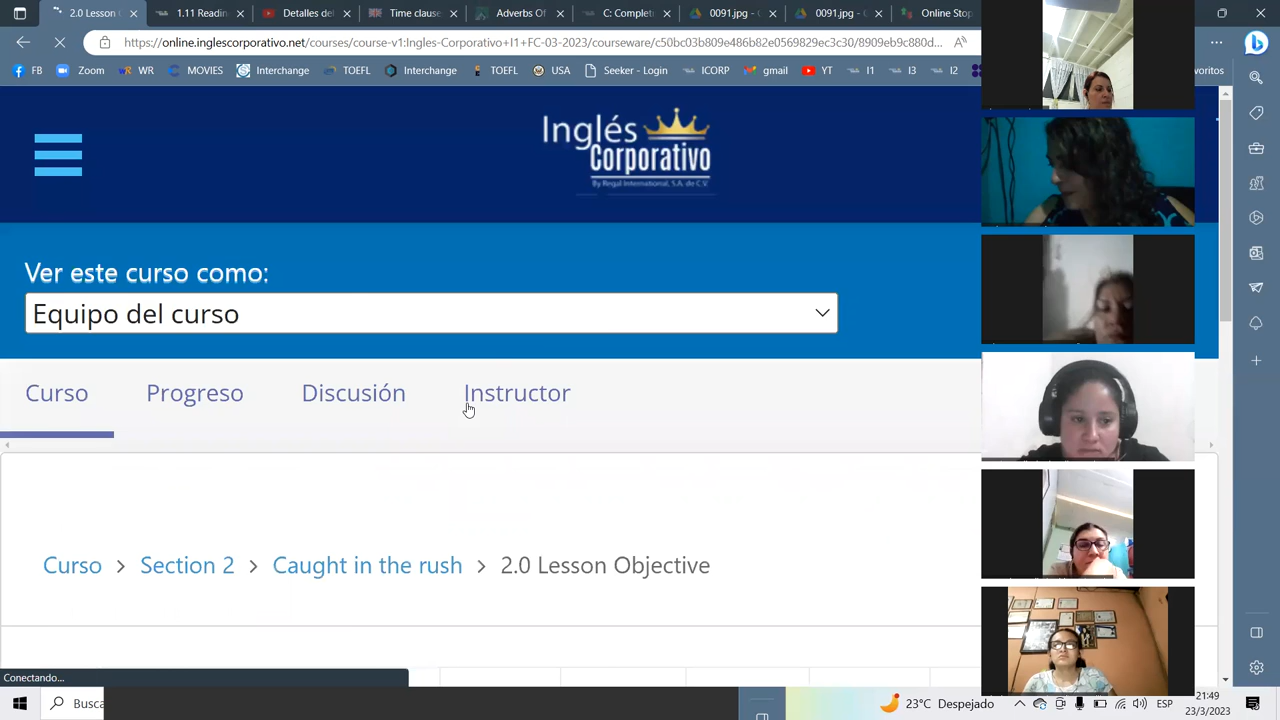 2.0 Lesson O
1.11 Readin
Detalles del
Time clause
Adverbs Of
C: Complet
0091.jpg - G
0091.jpg - G
Online Stop
https://online.inglescorporativo.net/courses/course-v1:Ingles-Corporativo+I1+FC-03-2023/courseware/c50bc03b809e486b82e0569829ec3c30/8909eb9c880d...
FB
Zoom
WR
MOVIES
Interchange
TOEFL
Interchange
TOEFL
USA
Seeker - Login
ICORP
gmail
YT
I1
I3
I2
favoritos
Inglés
Corporativo
By Regal International, S.A. de C.V.
Ver este curso como:
Equipo del curso
Curso
Progreso
Discusión
Instructor
Curso > Section 2 > Caught in the rush > 2.0 Lesson Objective
Conectando...
Busca
23°C Despejado
ESP
21:49
23/3/2023